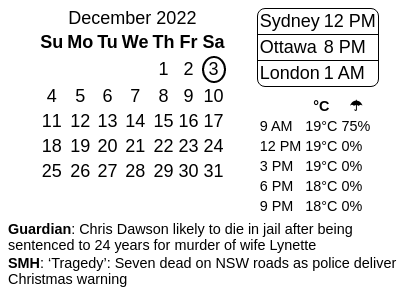 December 2022
Su Mo Tu We Th Fr Sa
1 2 3
4 5 6 7 8 9 10
11 12 13 14 15 16 17
18 19 20 21 22 23 24
25 26 27 28 29 30 31
Sydney 12 PM
Ottawa 8 PM
London 1 AM
°C ☂
9 AM 19°C 75%
12 PM 19°C 0%
3 PM 19°C 0%
6 PM 18°C 0%
9 PM 18°C 0%
Guardian: Chris Dawson likely to die in jail after being
sentenced to 24 years for murder of wife Lynette
SMH: ‘Tragedy’: Seven dead on NSW roads as police deliver
Christmas warning